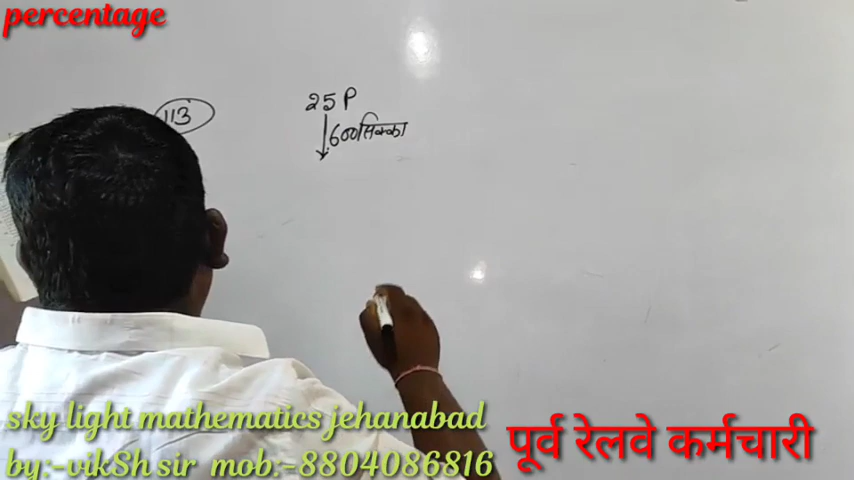 percentage
113
25 P
600 सिक्का
sky light mathematics jehanabad
by:-vikSh sir mob:-8804086816
पूर्व रेलवे कर्मचारी